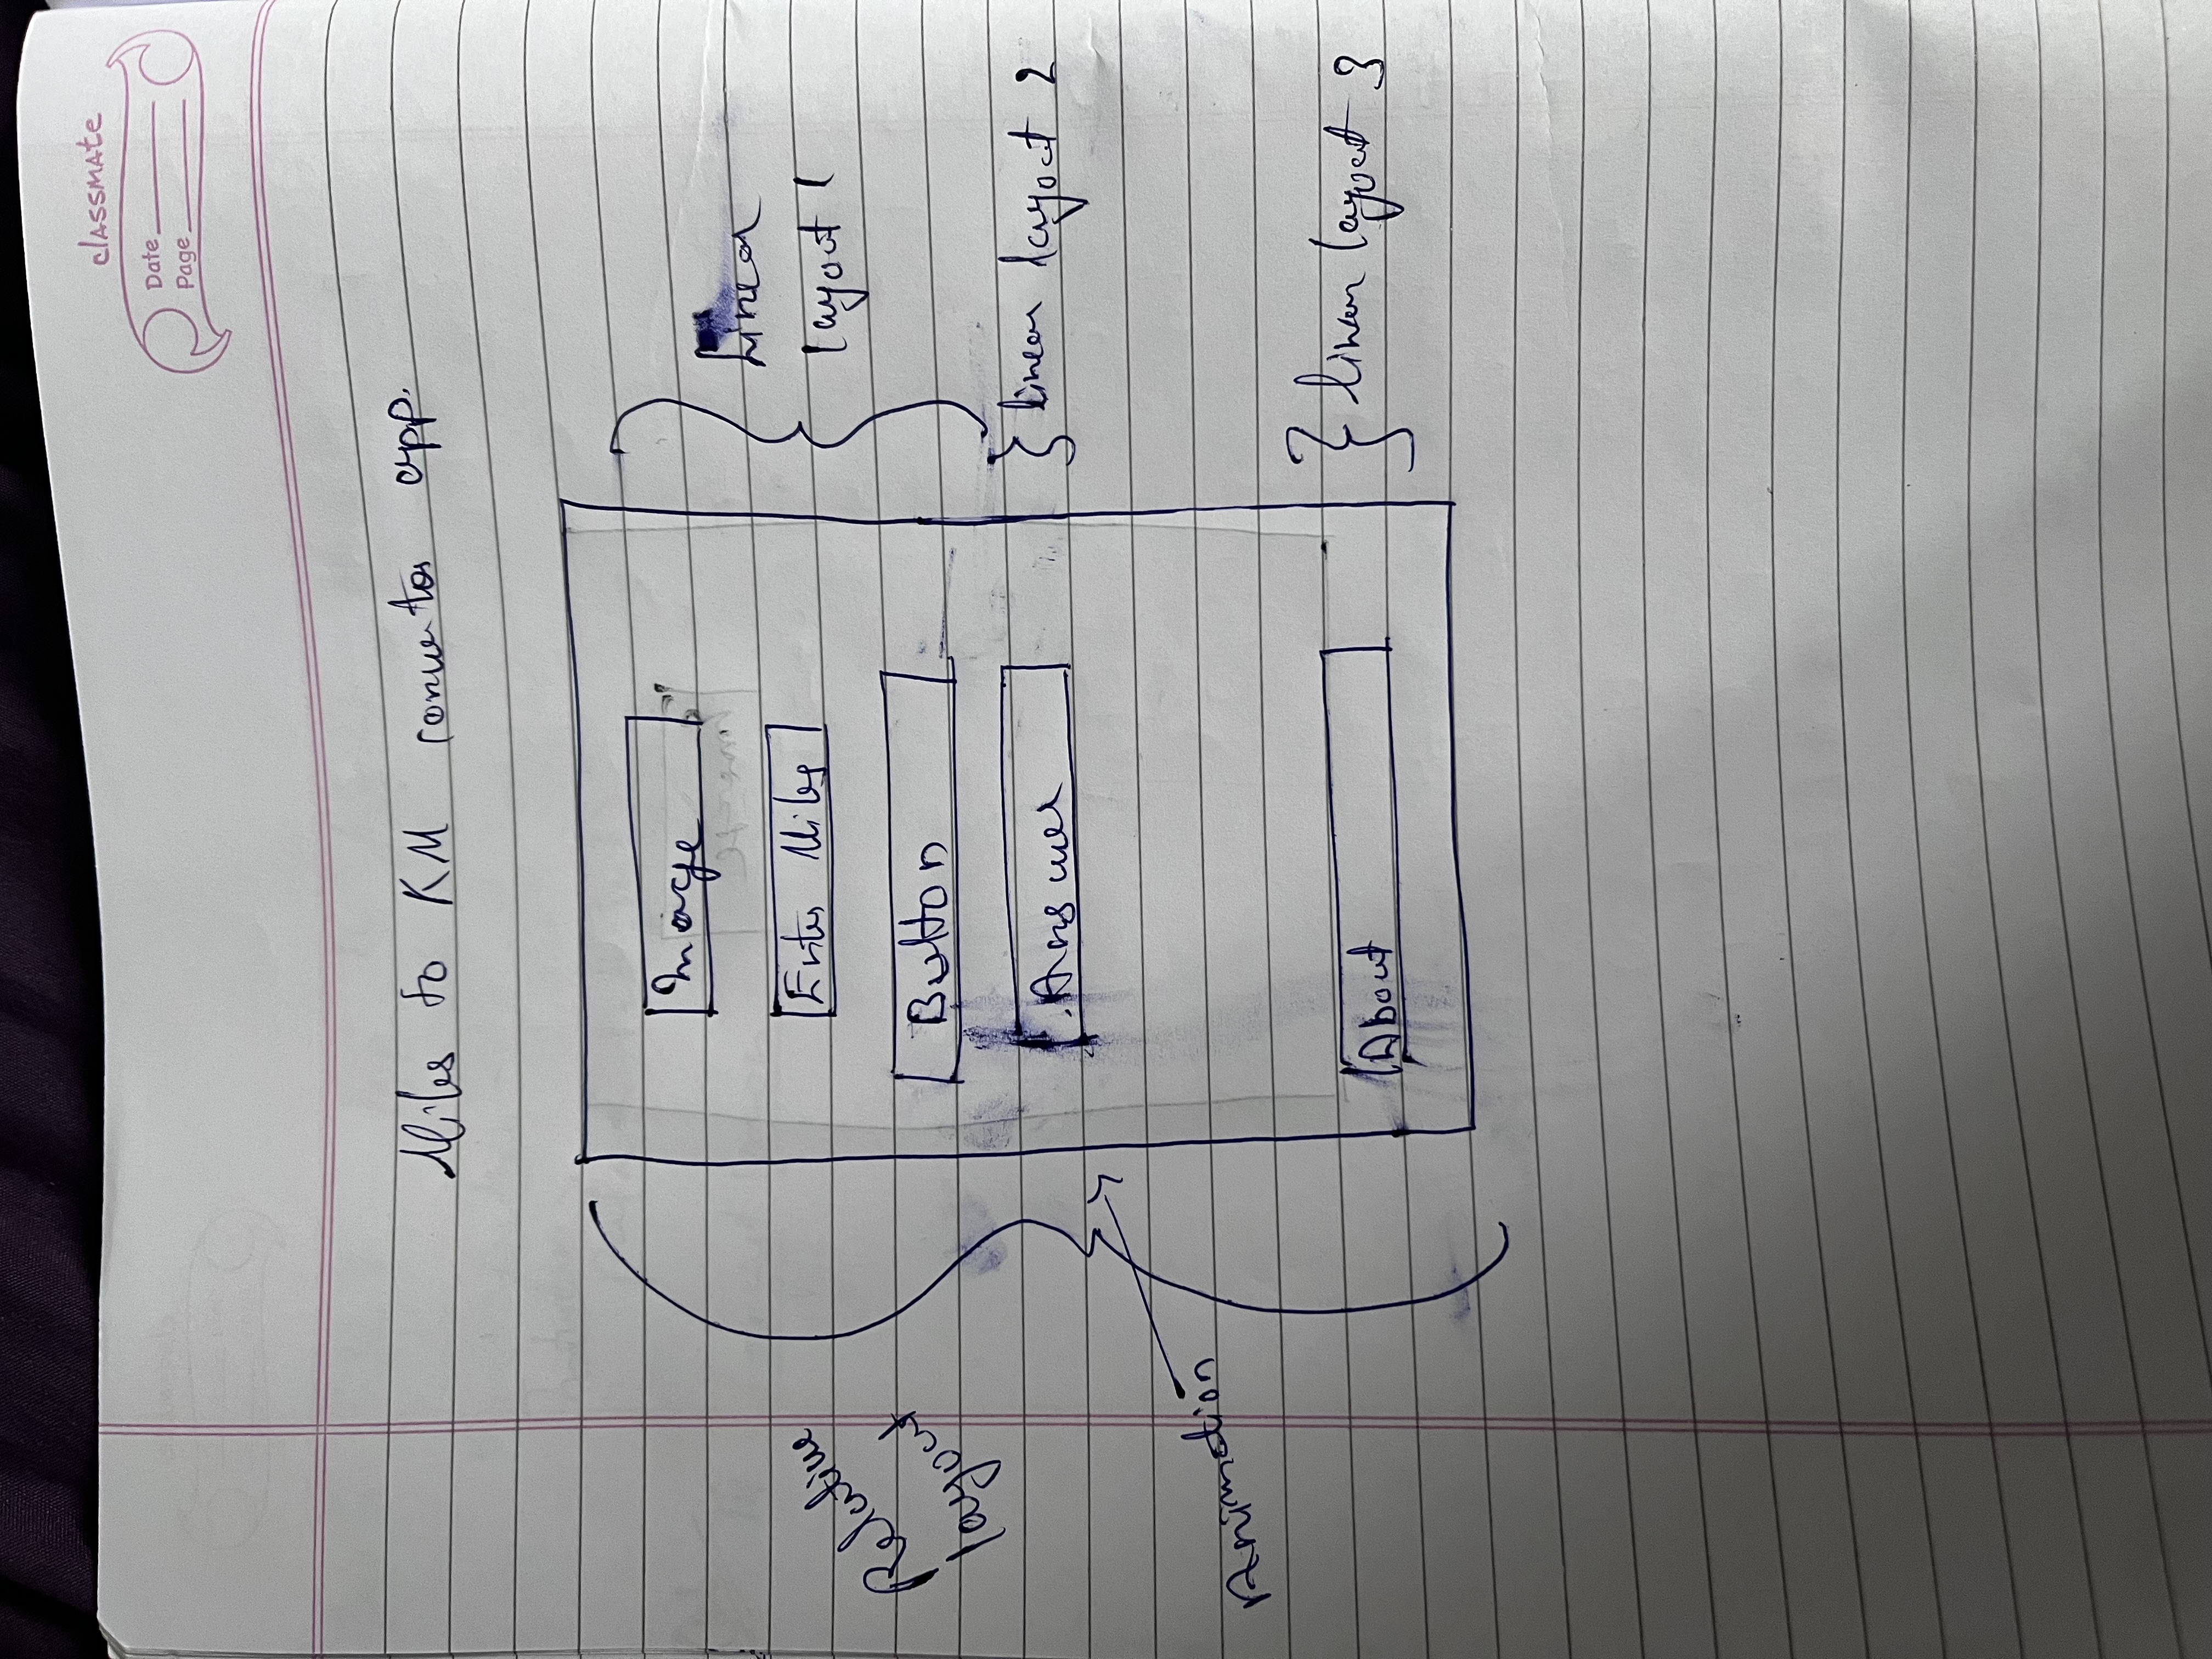 classmate
Date
Page
Miles to KM convertor app.
Image
Enter Miles
Button
Answer
About
Linear
layout 1
linear layout 2
linear layout 3
Relative
layout
Animation